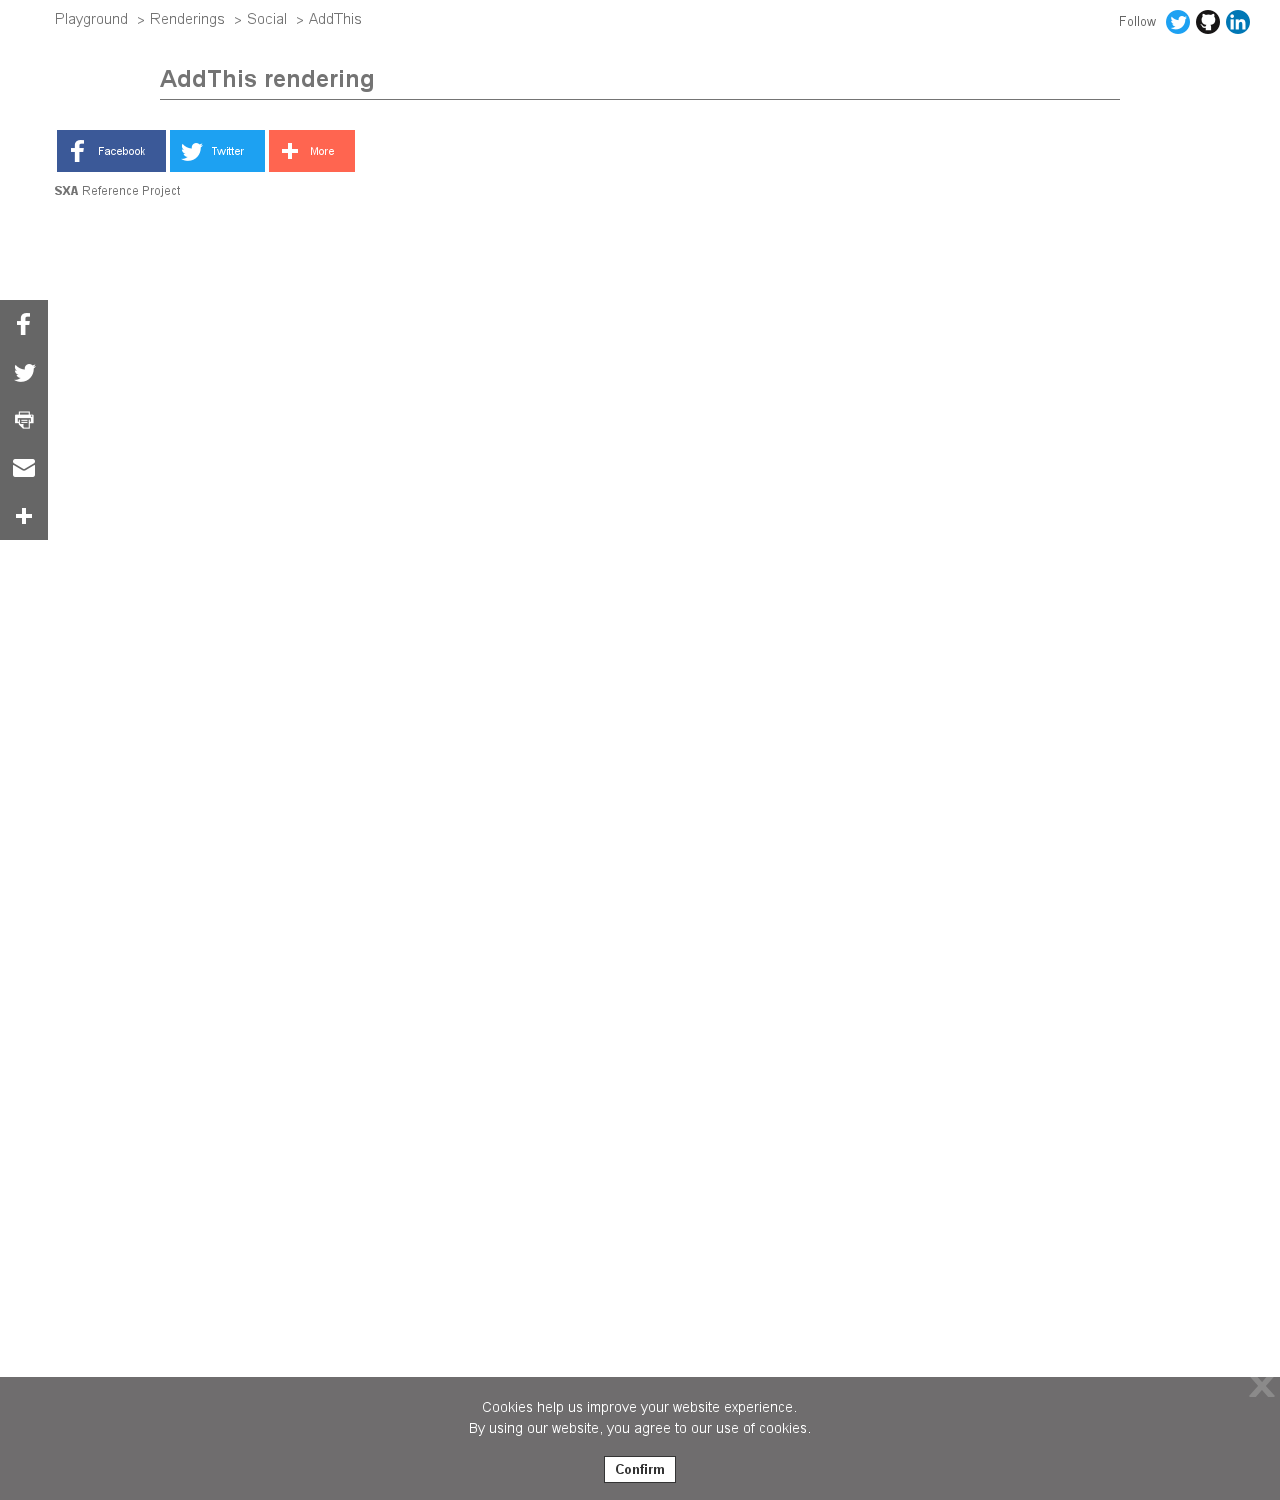 Playground > Renderings > Social > AddThis
Follow
AddThis rendering
Facebook
Twitter
More
SXA Reference Project
X
Cookies help us improve your website experience.
By using our website, you agree to our use of cookies.
Confirm